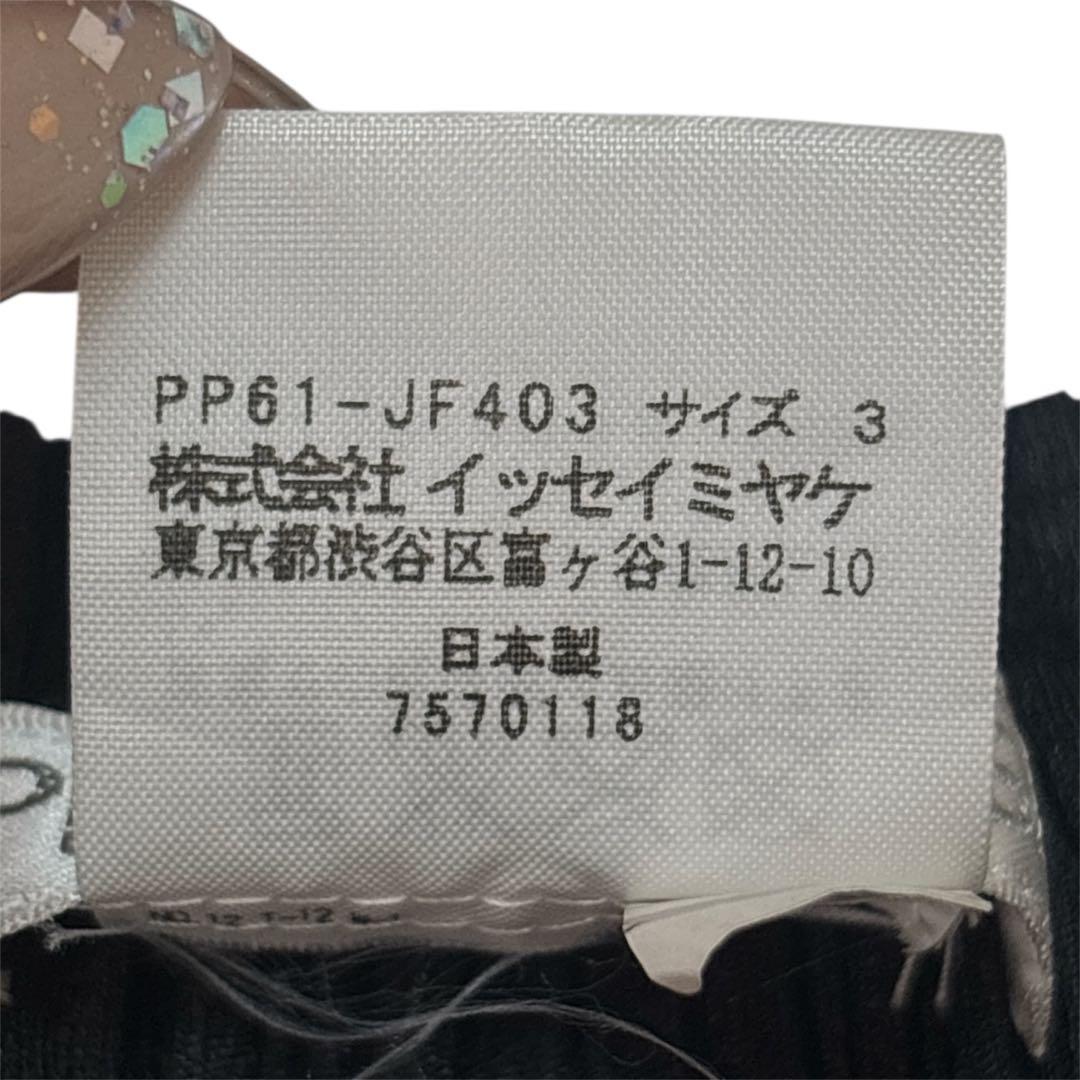 PP61-JF403 サイズ 3
株式会社 イッセイミヤケ
東京都渋谷区富ヶ谷1-12-10
日本製
7570118